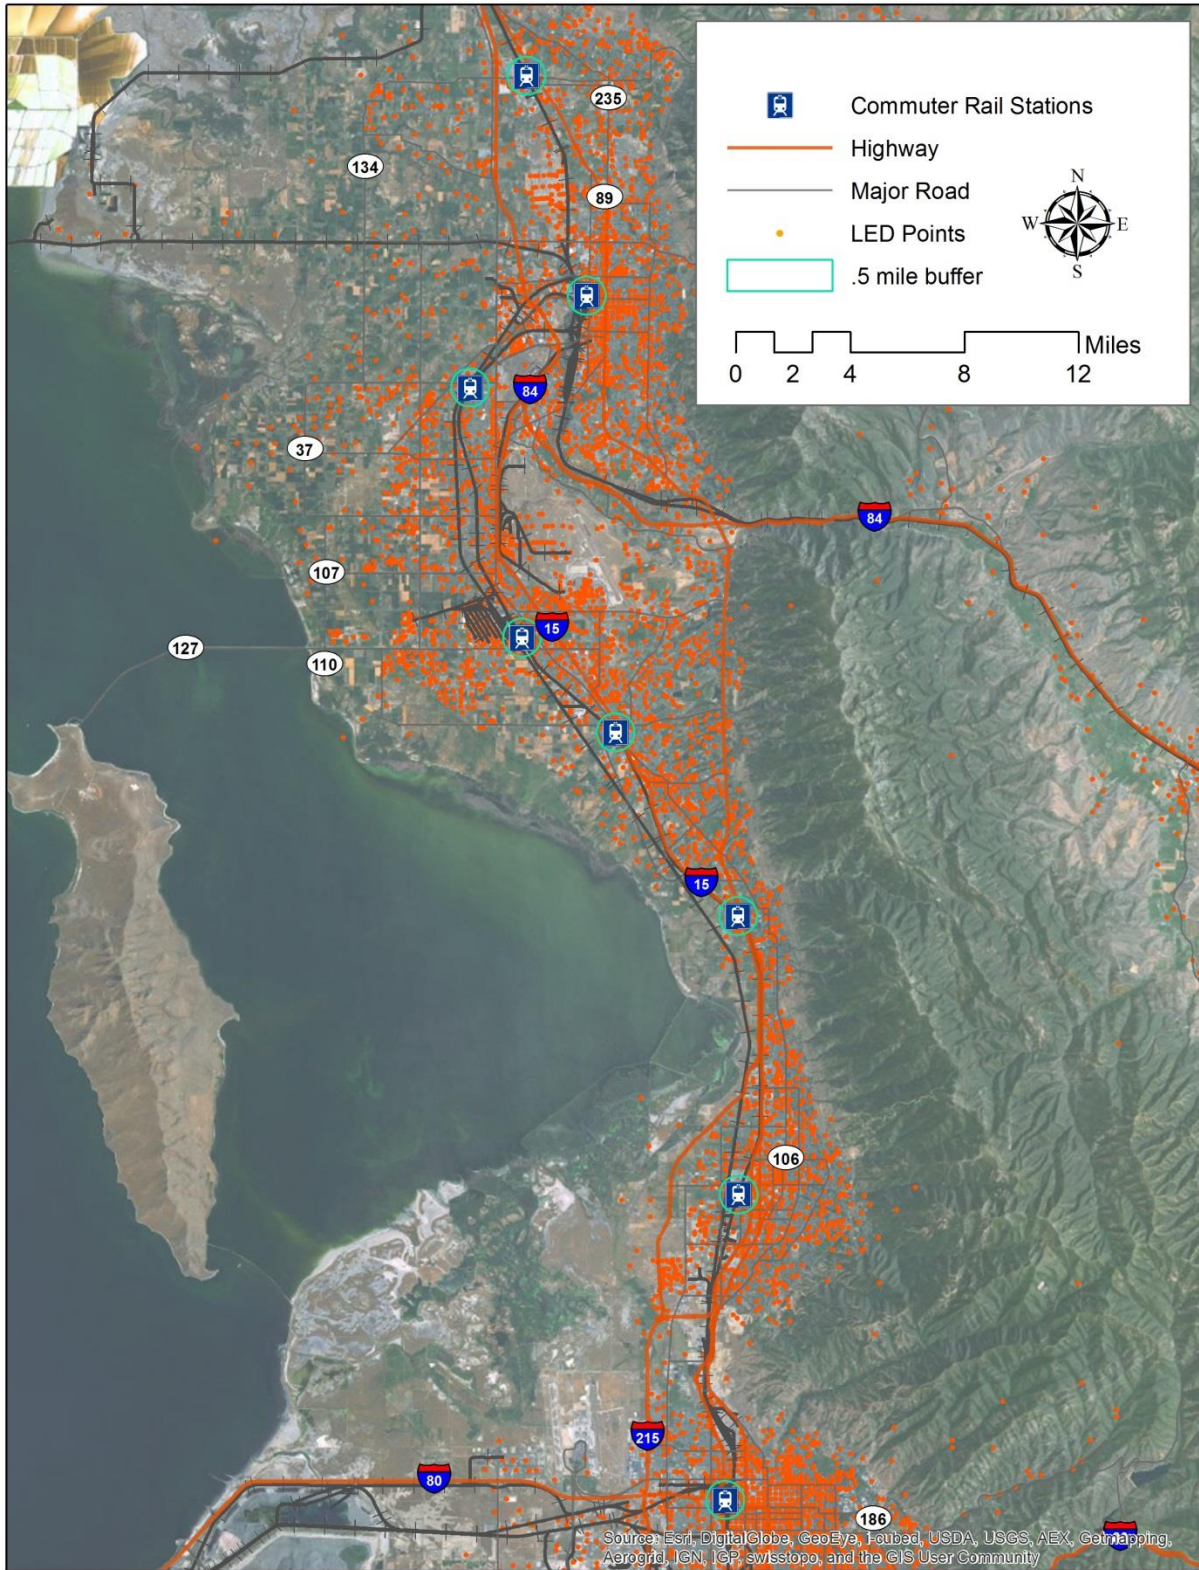 Commuter Rail Stations
Highway
Major Road
LED Points
.5 mile buffer
N
W E
S
Miles
0 2 4 8 12
235
134
89
84
37
84
107
15
127
110
15
106
215
80
186
Source: Esri, DigitalGlobe, GeoEye, i-cubed, USDA, USGS, AEX, Getmapping,
Aerogrid, IGN, IGP, swisstopo, and the GIS User Community